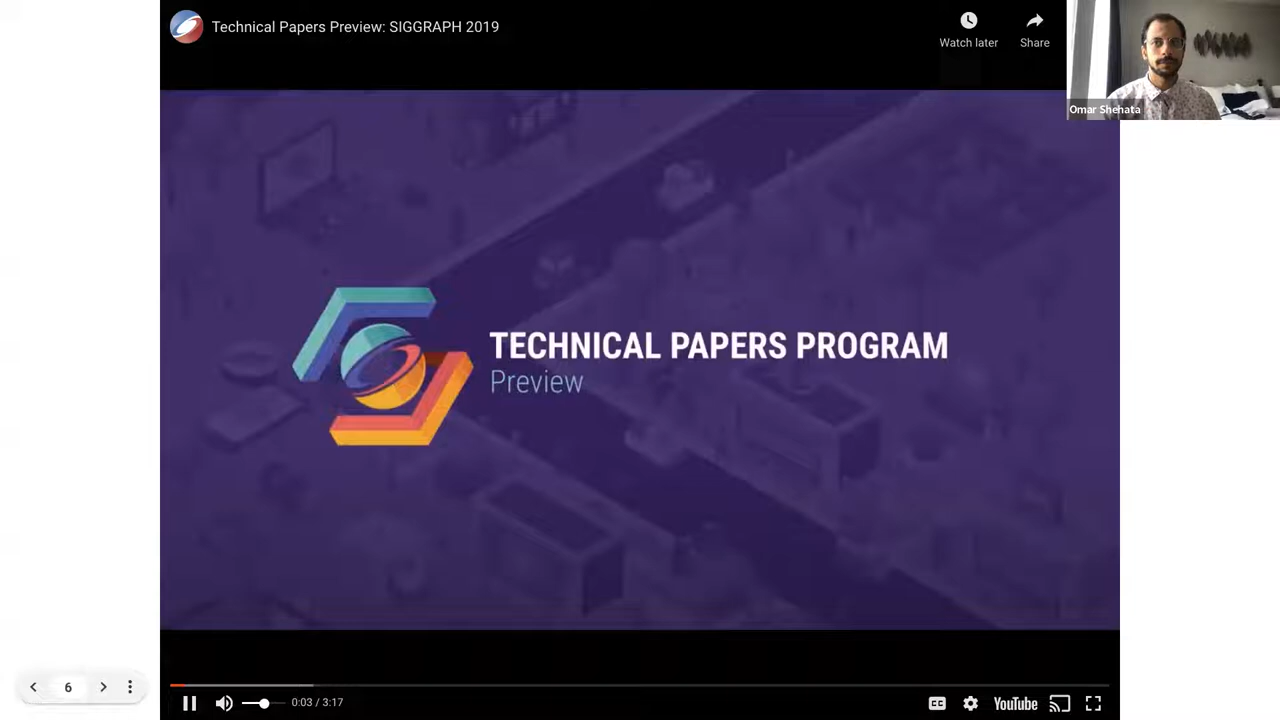 Technical Papers Preview: SIGGRAPH 2019
Watch later
Share
Omar Shehata
TECHNICAL PAPERS PROGRAM
Preview
6
0:03 / 3:17
CC
YouTube